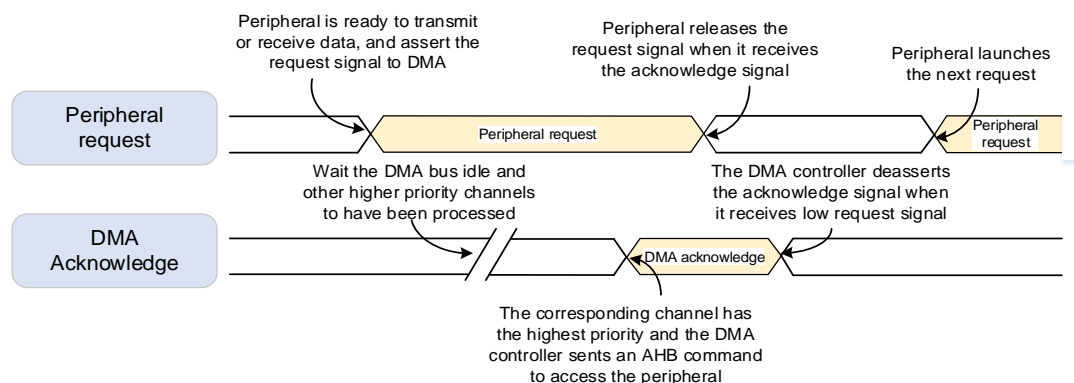 Peripheral is ready to transmit
or receive data, and assert the
request signal to DMA
Peripheral releases the
request signal when it receives
the acknowledge signal
Peripheral launches
the next request
Peripheral
request
Peripheral request
Peripheral
request
Wait the DMA bus idle and
other higher priority channels
to have been processed
The DMA controller deasserts
the acknowledge signal when
it receives low request signal
DMA
Acknowledge
DMA acknowledge
The corresponding channel has
the highest priority and the DMA
controller sents an AHB command
to access the peripheral